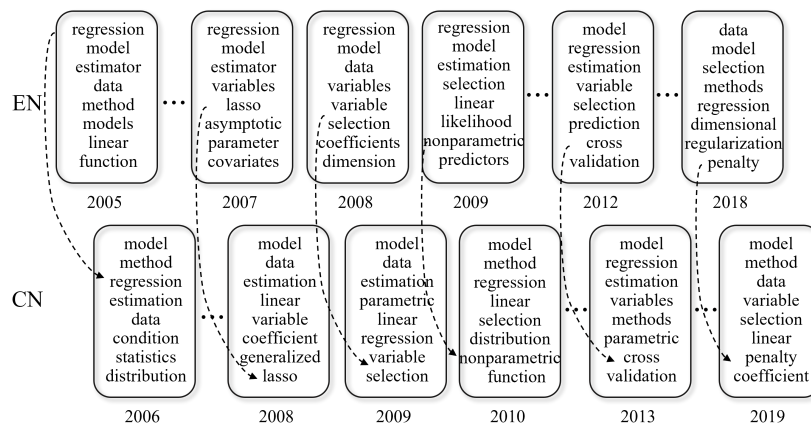 EN
regression
model
estimator
data
method
models
linear
function
2005
...
regression
model
estimator
variables
lasso
asymptotic
parameter
covariates
2007
regression
model
data
variables
variable
selection
coefficients
dimension
2008
regression
model
estimation
selection
linear
likelihood
nonparametric
predictors
2009
...
model
regression
estimation
variable
selection
prediction
cross
validation
2012
...
data
model
selection
methods
regression
dimensional
regularization
penalty
2018
CN
model
method
regression
estimation
data
condition
statistics
distribution
2006
...
model
data
estimation
linear
variable
coefficient
generalized
lasso
2008
model
data
estimation
parametric
linear
regression
variable
selection
2009
model
method
regression
linear
selection
distribution
nonparametric
function
2010
...
model
regression
estimation
variables
methods
parametric
cross
validation
2013
...
model
method
data
variable
selection
linear
penalty
coefficient
2019